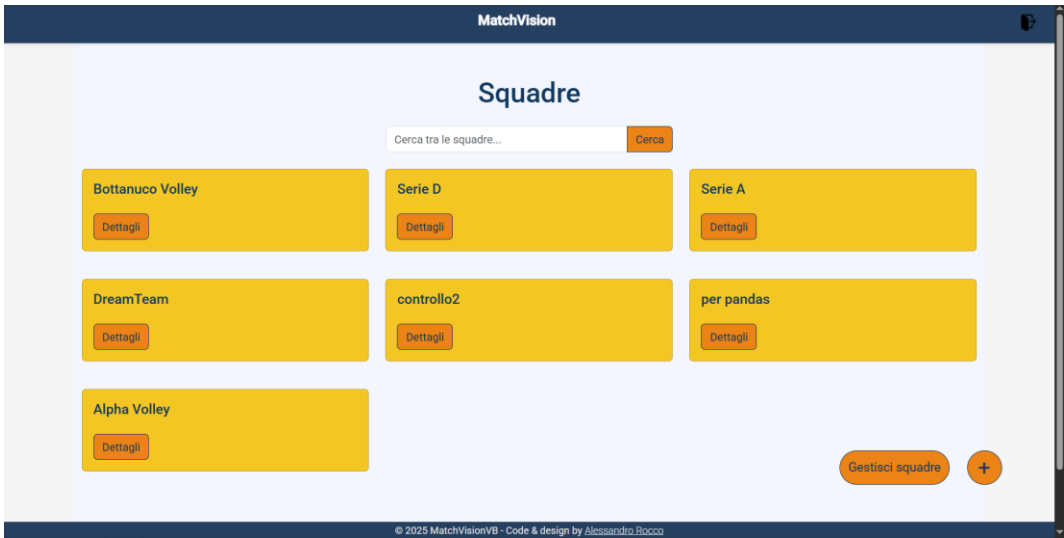 MatchVision
Squadre
Cerca tra le squadre...
Cerca
Bottanuco Volley
Serie D
Serie A
Dettagli
Dettagli
Dettagli
DreamTeam
controllo2
per pandas
Dettagli
Dettagli
Dettagli
Alpha Volley
Dettagli
Gestisci squadre
+
© 2025 MatchVisionVB - Code & design by Alessandro Rocco